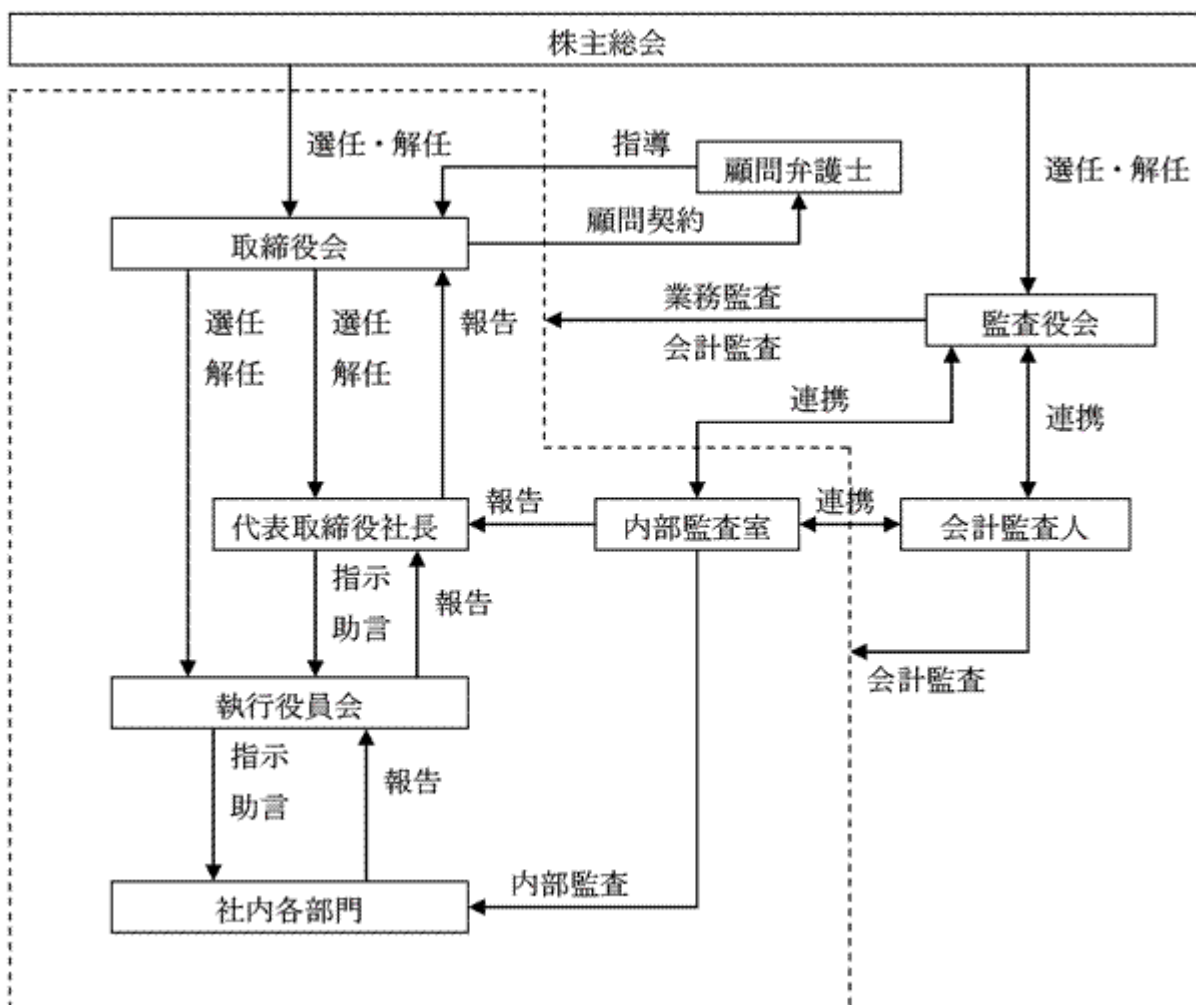 株主総会
選任・解任
指導
顧問弁護士
選任・解任
顧問契約
取締役会
業務監査
監査役会
会計監査
選任
解任
選任
解任
報告
連携
連携
代表取締役社長
報告
内部監査室
連携
会計監査人
指示
助言
報告
会計監査
執行役員会
指示
助言
報告
内部監査
社内各部門